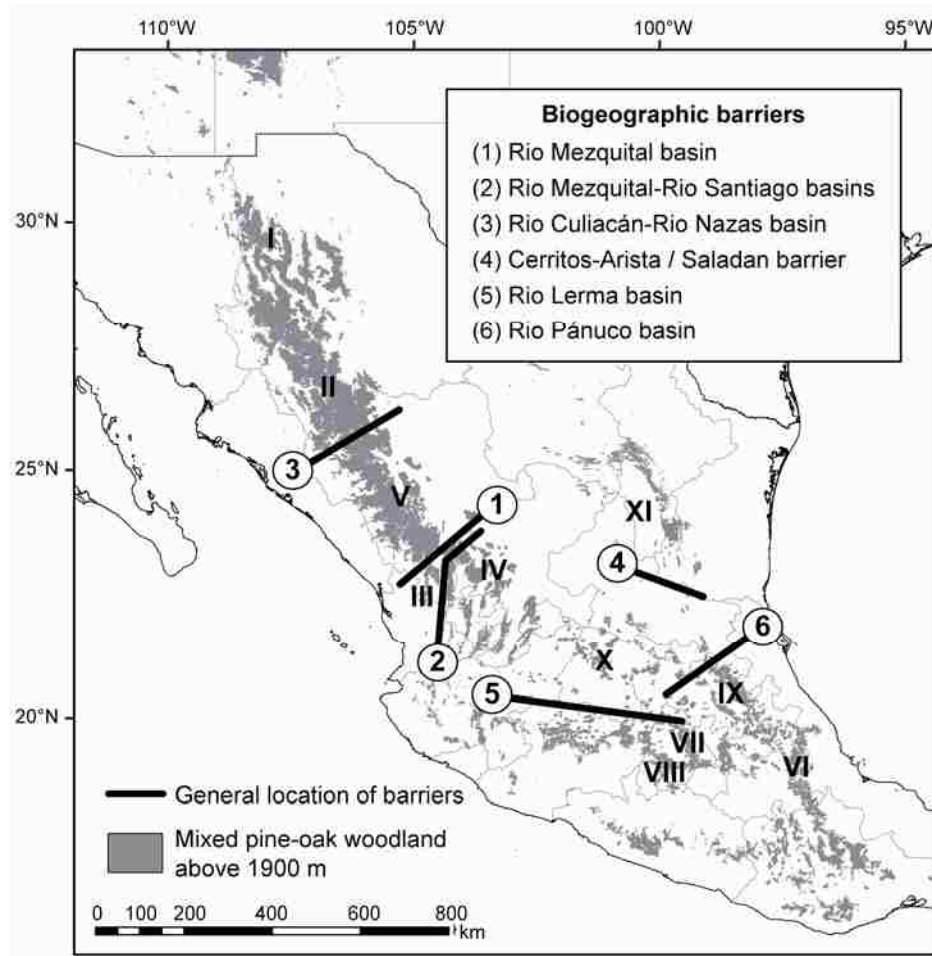 110°W 105°W 100°W 95°W
Biogeographic barriers
(1) Rio Mezquital basin
(2) Rio Mezquital-Rio Santiago basins
(3) Rio Culiacán-Rio Nazas basin
(4) Cerritos-Arista / Saladan barrier
(5) Rio Lerma basin
(6) Rio Pánuco basin
30°N
I
II
25°N
3
V
1
XI
4
III
IV
2
6
X
5
IX
20°N
VII
VIII
VI
General location of barriers
Mixed pine-oak woodland
above 1900 m
0 100 200 400 600 800
km